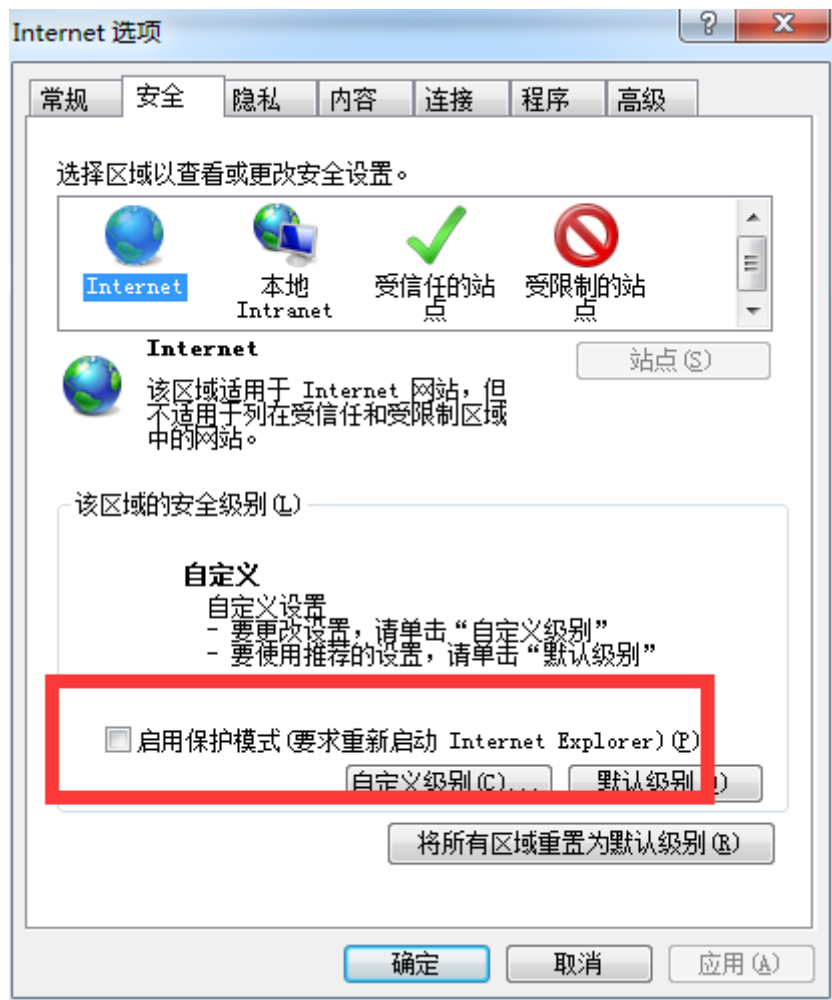 Internet 选项
常规 安全 隐私 内容 连接 程序 高级
选择区域以查看或更改安全设置。
Internet
本地
Intranet
受信任的站
点
受限制的站
点
Internet
站点(S)
该区域适用于 Internet 网站，但
不适用于列在受信任和受限制区域
中的网站。
该区域的安全级别(L)
自定义
自定义设置
- 要更改设置，请单击“自定义级别”
- 要使用推荐的设置，请单击“默认级别”
启用保护模式(要求重新启动 Internet Explorer)(P)
自定义级别(C)... 默认级别
将所有区域重置为默认级别(R)
确定 取消 应用(A)